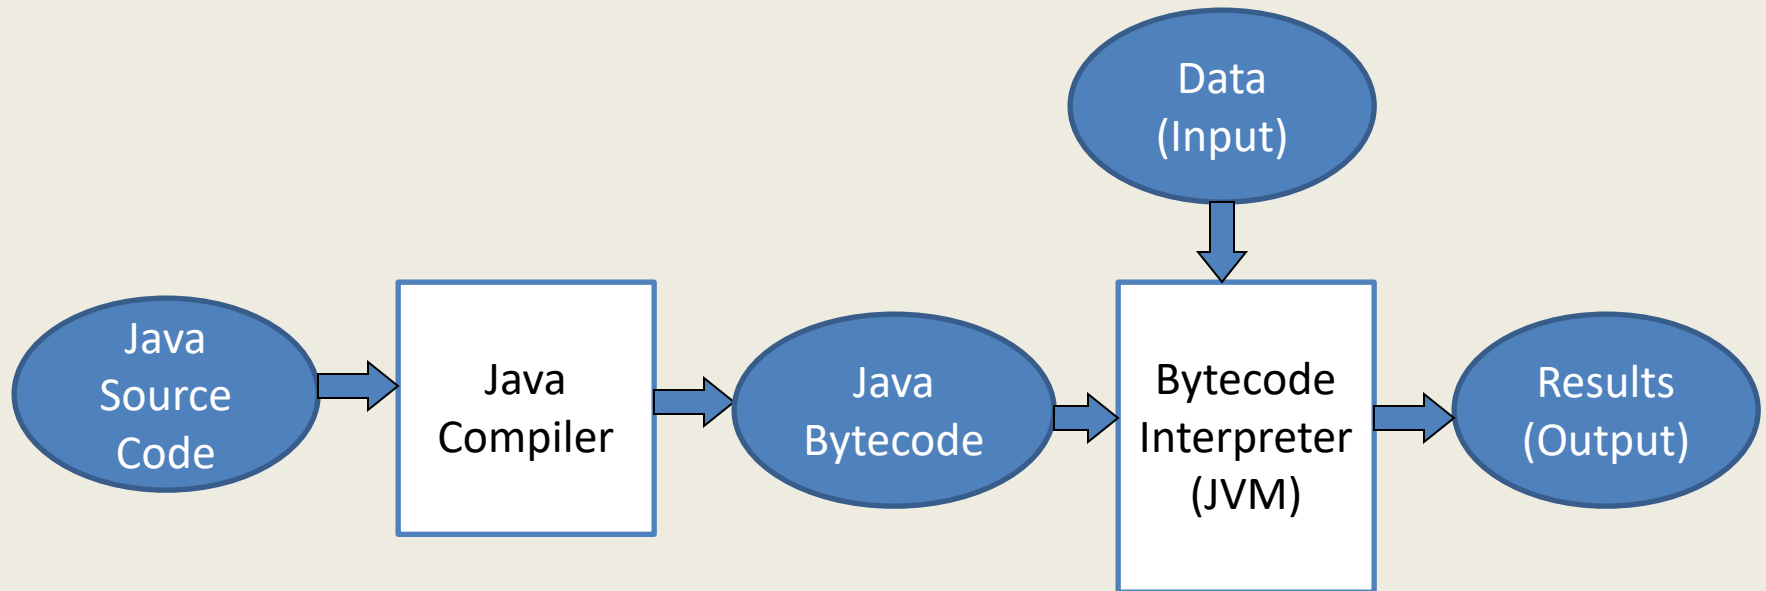 Data
(Input)
Java
Source
Code
Java
Compiler
Java
Bytecode
Bytecode
Interpreter
(JVM)
Results
(Output)